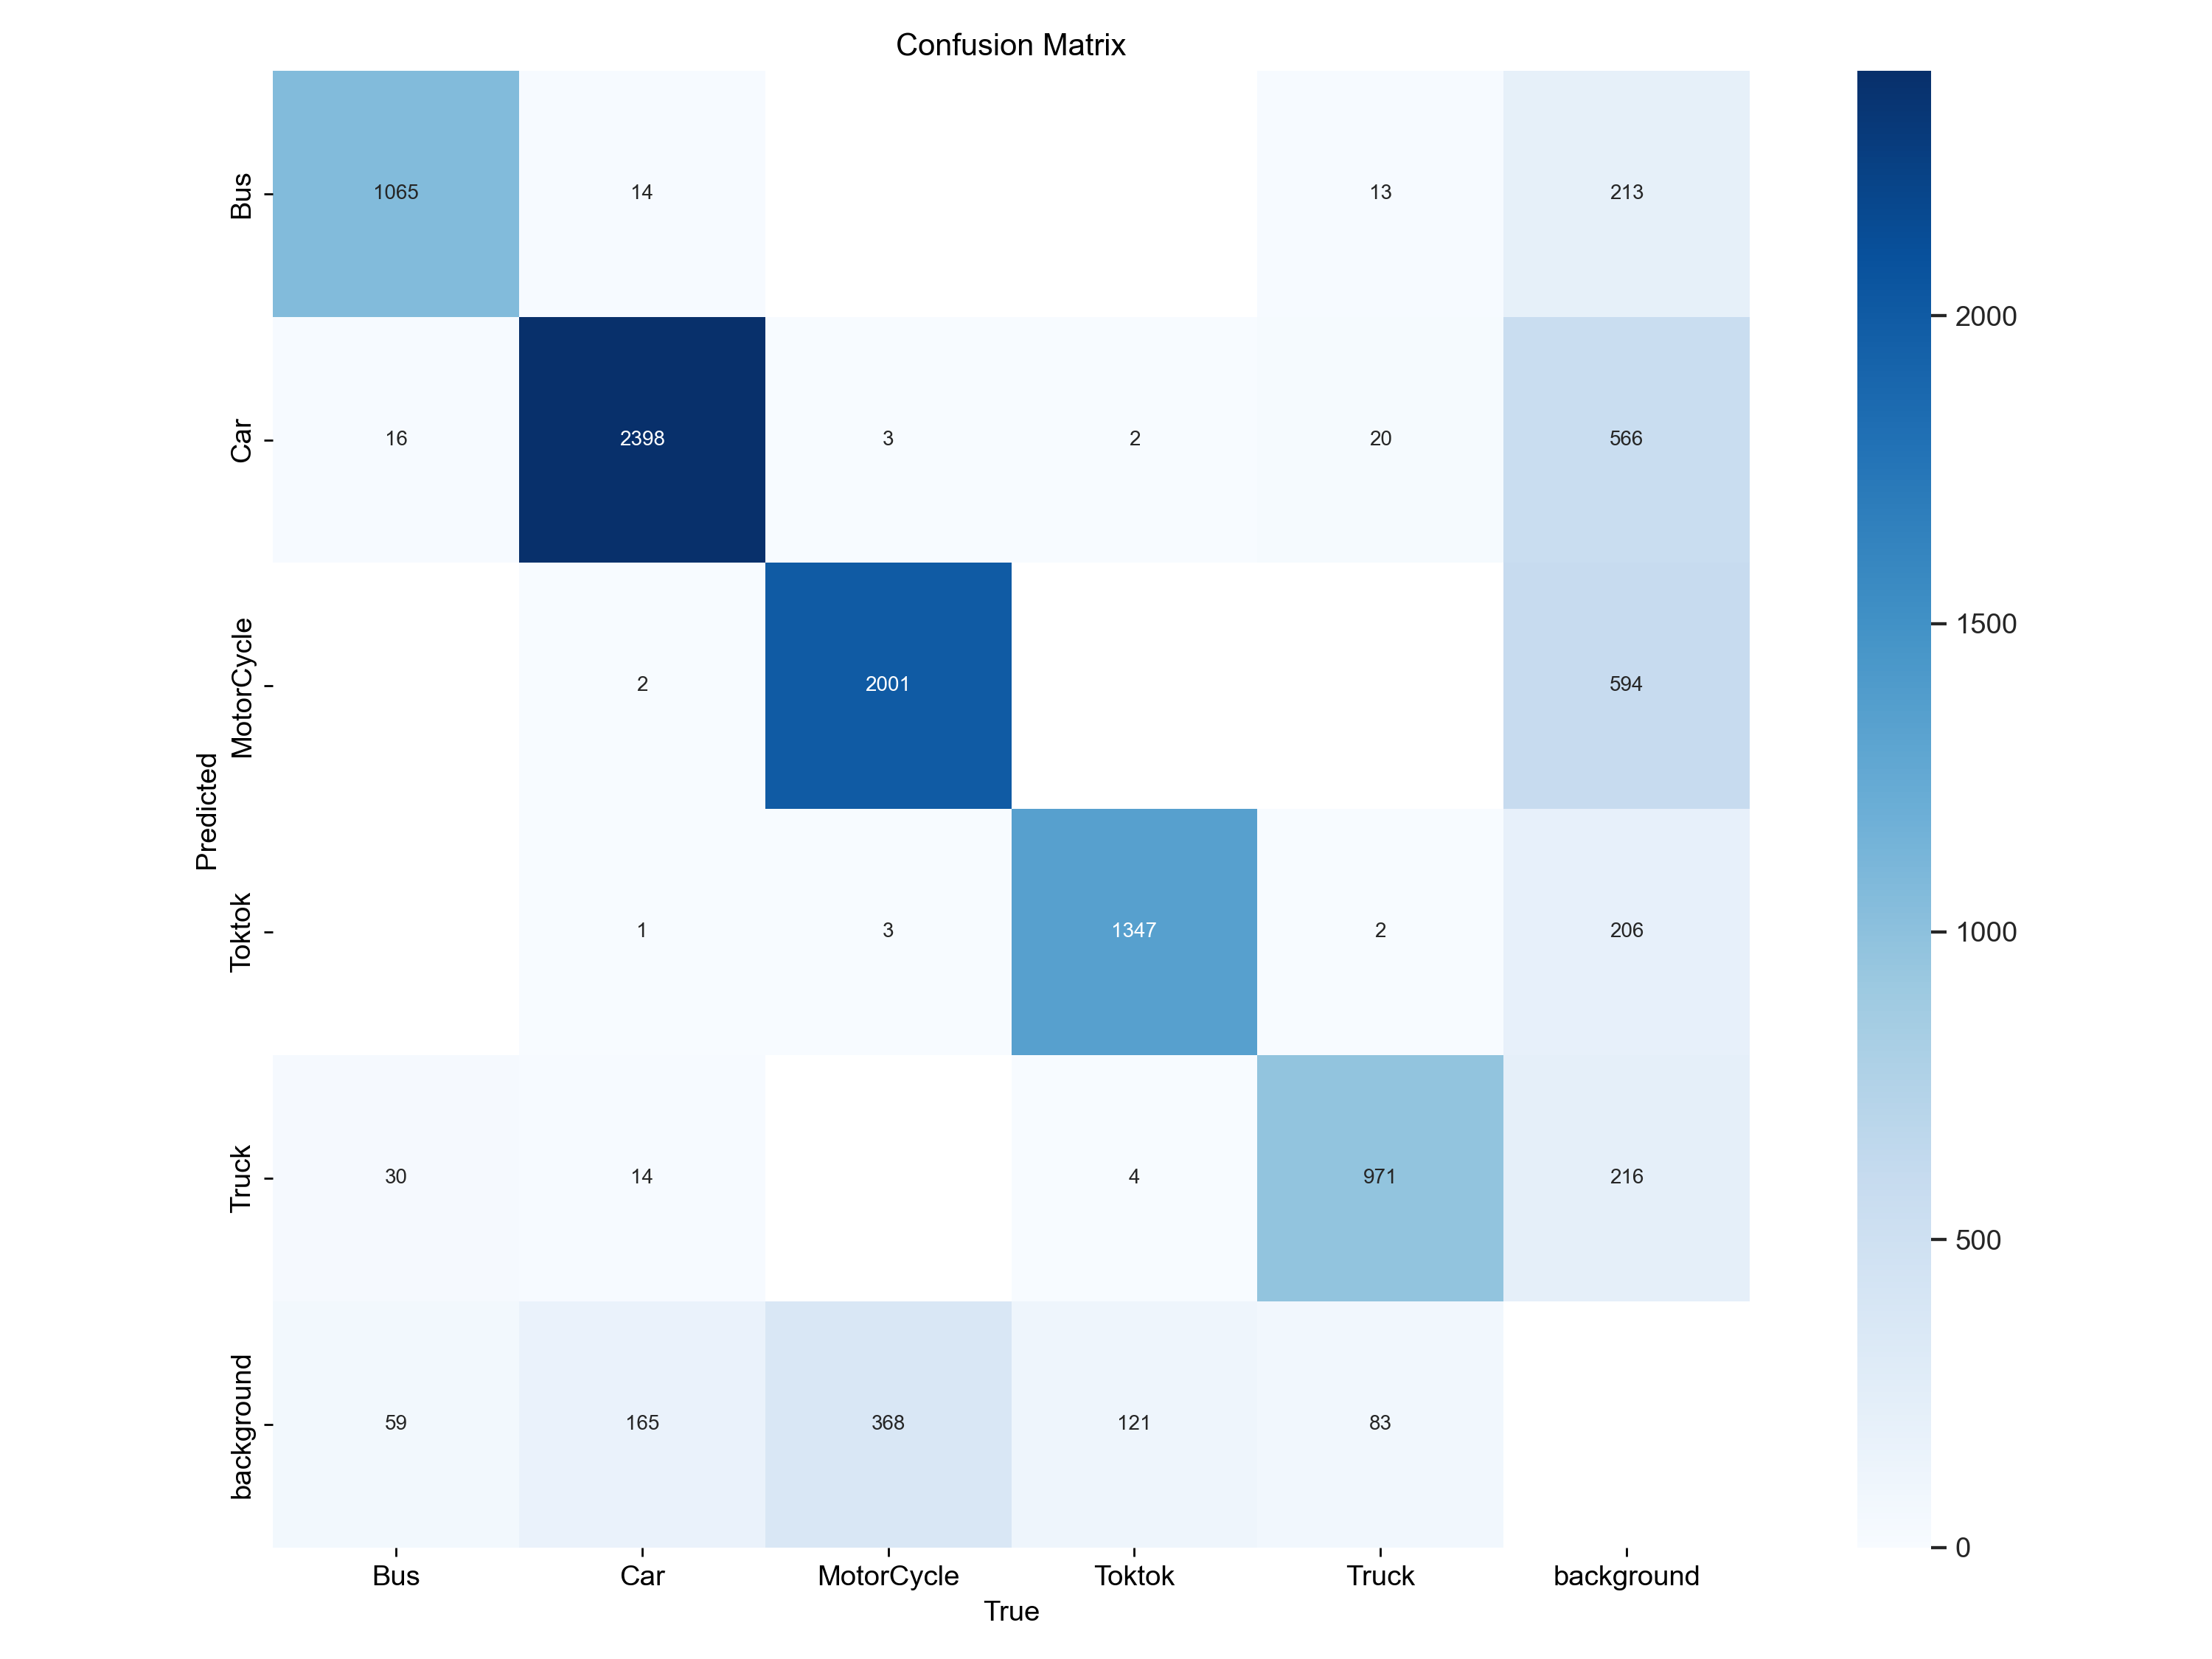 Confusion Matrix
Bus 1065 14 13 213
Car 16 2398 3 2 20 566
MotorCycle 2 2001 594
Toktok 1 3 1347 2 206
Truck 30 14 4 971 216
background 59 165 368 121 83
Predicted
Bus Car MotorCycle Toktok Truck background
True
2000
1500
1000
500
0